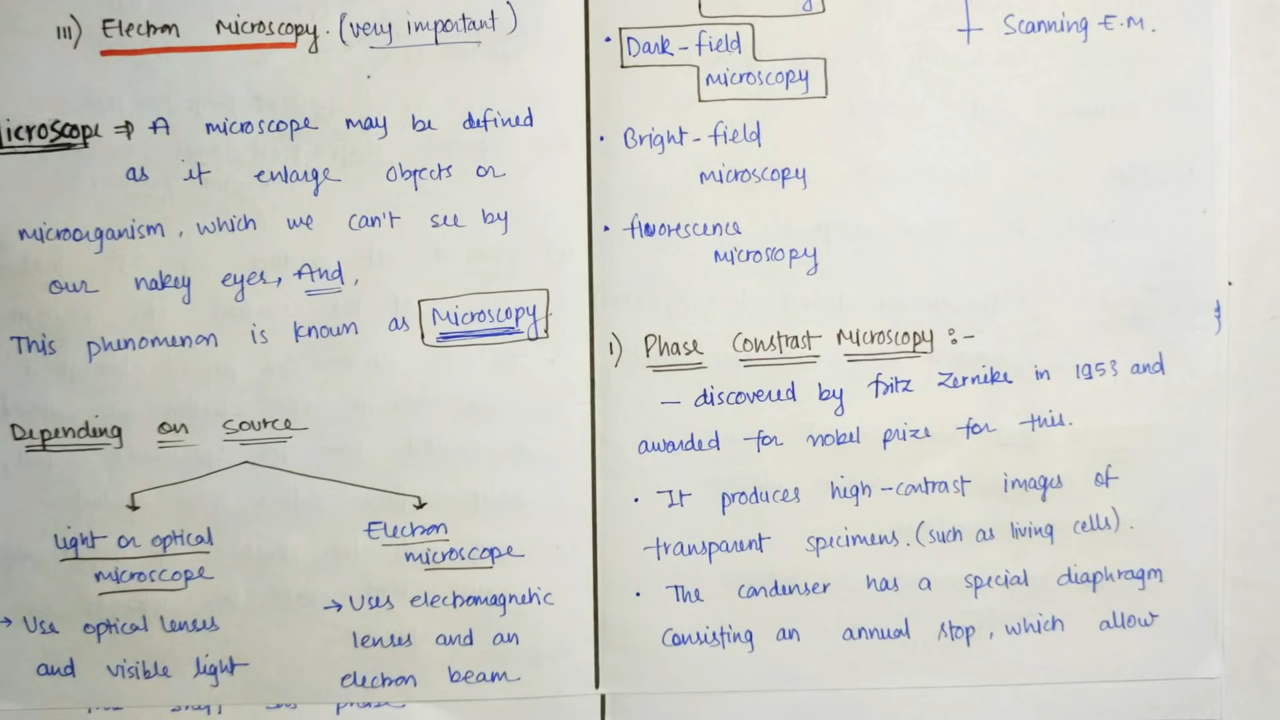 III) Electron Microscopy. (very important)
icroscope ⇒ A microscope may be defined
as it enlarge objects or
microorganism, which we can't see by
our nakey eyes, And,
This phenomenon is known as Microscopy
Depending on source
Light or optical
microscope
→ Use optical lenses
and visible light
Electron
microscope
→ Uses electromagnetic
lenses and an
electron beam
Scanning E.M.
• Dark-field
microscopy
• Bright-field
microscopy
• fluorescence
microscopy
1) Phase Constrast Microscopy :-
— discovered by fritz Zernike in 1953 and
awarded for nobel prize for this.
• It produces high-contrast images of
transparent specimens. (such as living cells).
• The condenser has a special diaphragm
Consisting an annual stop, which allow